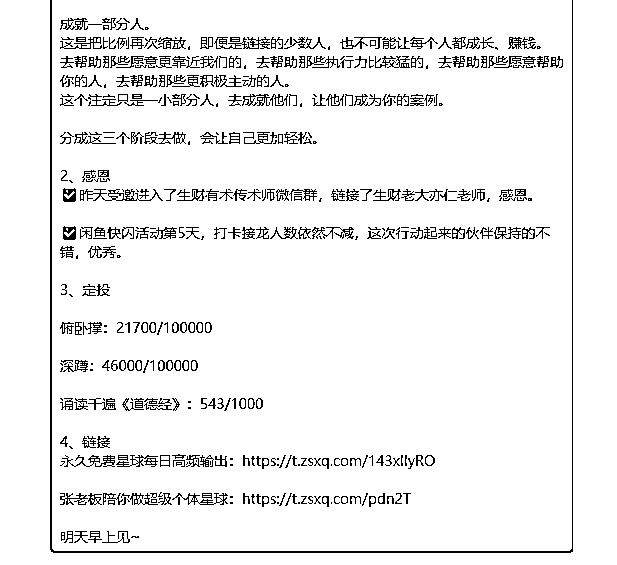 成就一部分人。
这是把比例再次缩放，即便是链接的少数人，也不可能让每个人都成长、赚钱。
去帮助那些愿意更靠近我们的，去帮助那些执行力比较猛的，去帮助那些愿意帮助
你的人，去帮助那些更积极主动的人。
这个注定只是一小部分人，去成就他们，让他们成为你的案例。
分成这三个阶段去做，会让自己更加轻松。
2、感恩
☑昨天受邀进入了生财有术传术师微信群，链接了生财老大亦仁老师，感恩。
☑闲鱼快闪活动第5天，打卡接龙人数依然不减，这次行动起来的伙伴保持的不
错，优秀。
3、定投
俯卧撑：21700/100000
深蹲：46000/100000
诵读千遍《道德经》：543/1000
4、链接
永久免费星球每日高频输出：https://t.zsxq.com/143xllyRO
张老板陪你做超级个体星球：https://t.zsxq.com/pdn2T
明天早上见~